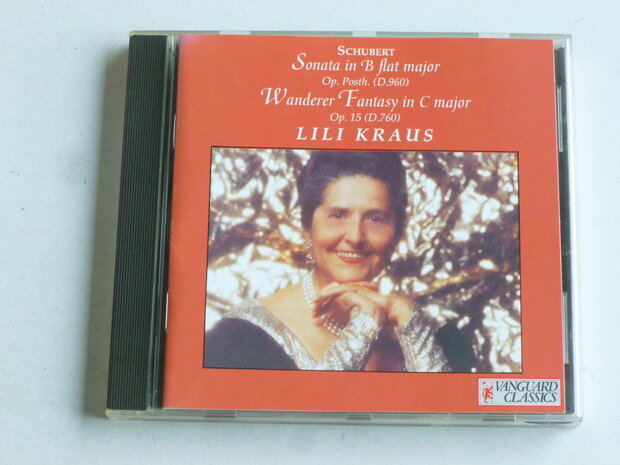 SCHUBERT
Sonata in B flat major
Op. Posth. (D.960)
Wanderer Fantasy in C major
Op. 15 (D.760)
LILI KRAUS
VANGUARD
CLASSICS